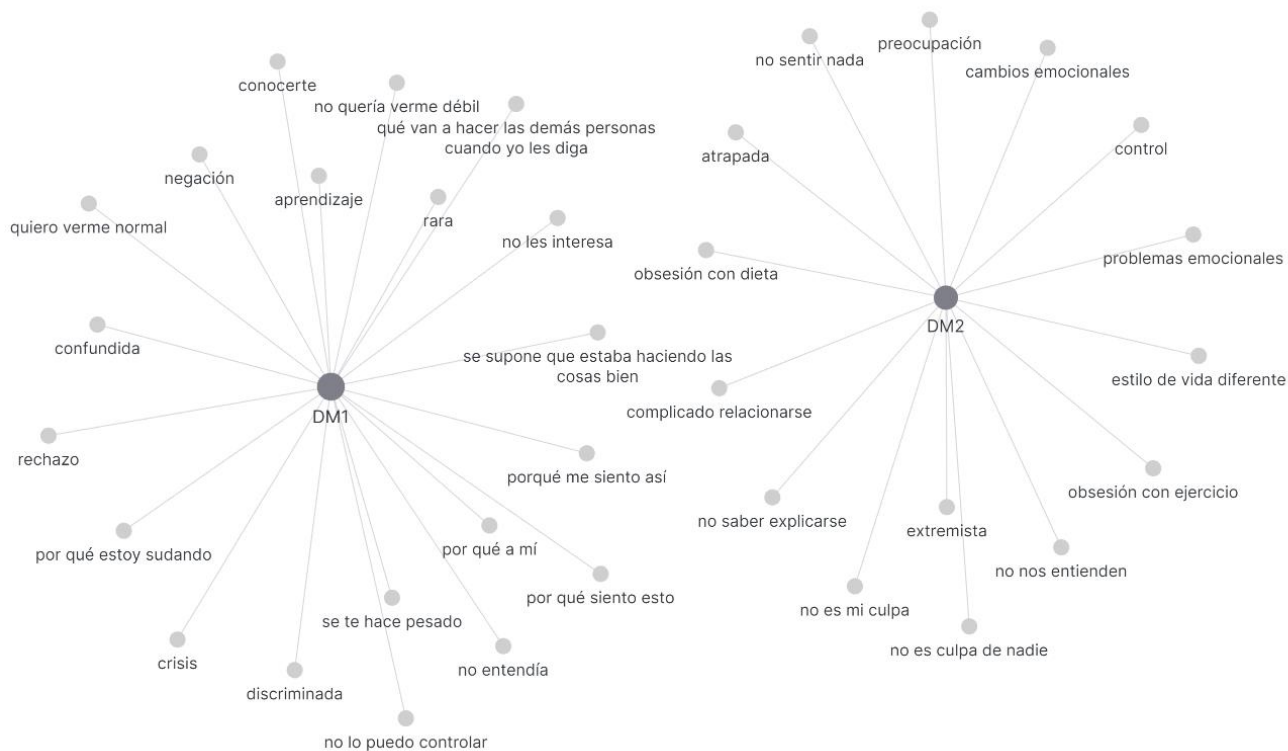 conocerte
no quería verme débil
qué van a hacer las demás personas
cuando yo les diga
negación
aprendizaje
rara
quiero verme normal
no les interesa
confundida
se supone que estaba haciendo las
cosas bien
DM1
rechazo
porqué me siento así
por qué estoy sudando
por qué a mí
por qué siento esto
se te hace pesado
crisis
no entendía
discriminada
no lo puedo controlar
preocupación
no sentir nada
cambios emocionales
atrapada
control
obsesión con dieta
problemas emocionales
DM2
estilo de vida diferente
complicado relacionarse
obsesión con ejercicio
no saber explicarse
extremista
no nos entienden
no es mi culpa
no es culpa de nadie